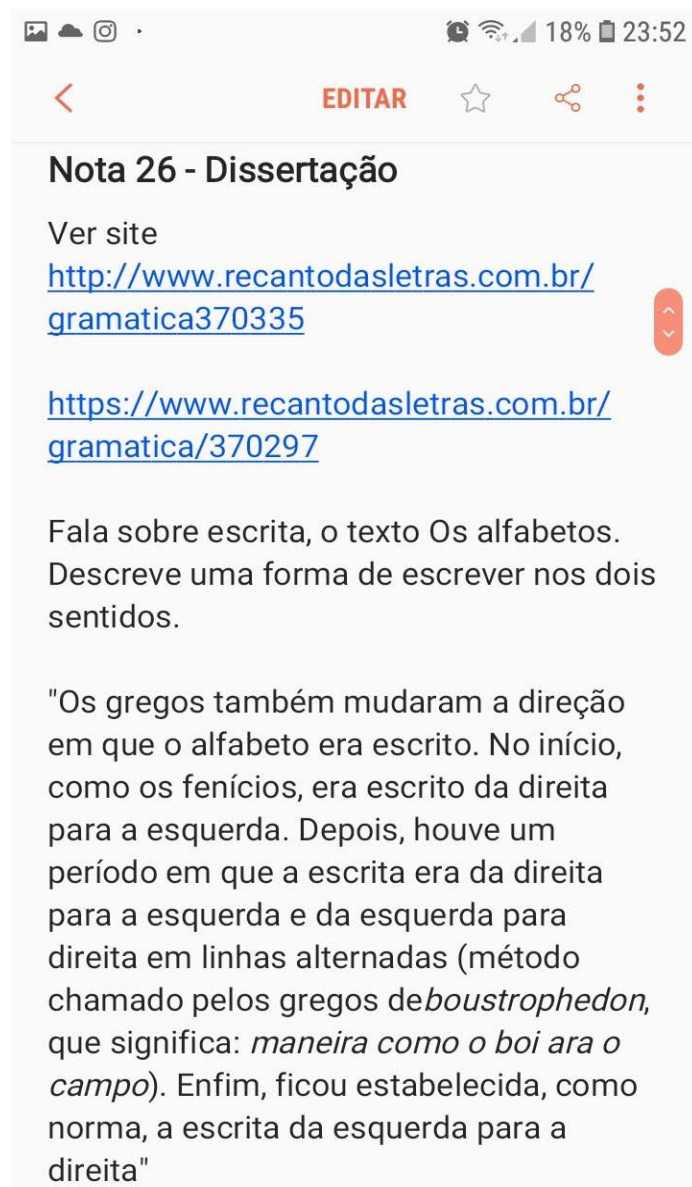 18% 23:52
EDITAR
Nota 26 - Dissertação
Ver site
http://www.recantodasletras.com.br/
gramatica370335
https://www.recantodasletras.com.br/
gramatica/370297
Fala sobre escrita, o texto Os alfabetos.
Descreve uma forma de escrever nos dois
sentidos.
"Os gregos também mudaram a direção
em que o alfabeto era escrito. No início,
como os fenícios, era escrito da direita
para a esquerda. Depois, houve um
período em que a escrita era da direita
para a esquerda e da esquerda para
direita em linhas alternadas (método
chamado pelos gregos deboustrophedon,
que significa: maneira como o boi ara o
campo). Enfim, ficou estabelecida, como
norma, a escrita da esquerda para a
direita"